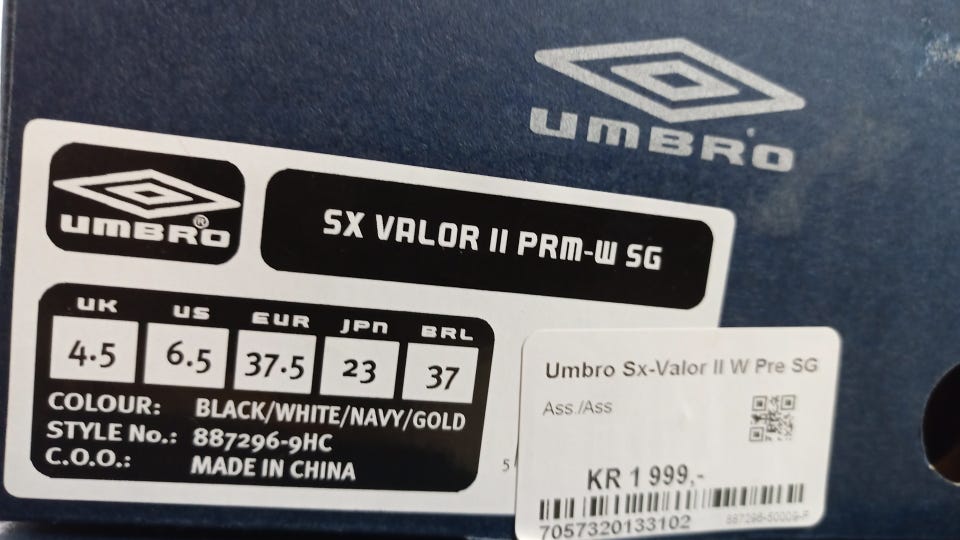 UMBRO
UMBRO®
SX VALOR II PRM-W SG
UK US EUR JPN BRL
4.5 6.5 37.5 23 37
COLOUR: BLACK/WHITE/NAVY/GOLD
STYLE No.: 887296-9HC
C.O.O.: MADE IN CHINA
5
Umbro Sx-Valor II W Pre SG
Ass./Ass
KR 1 999,-
7057320133102